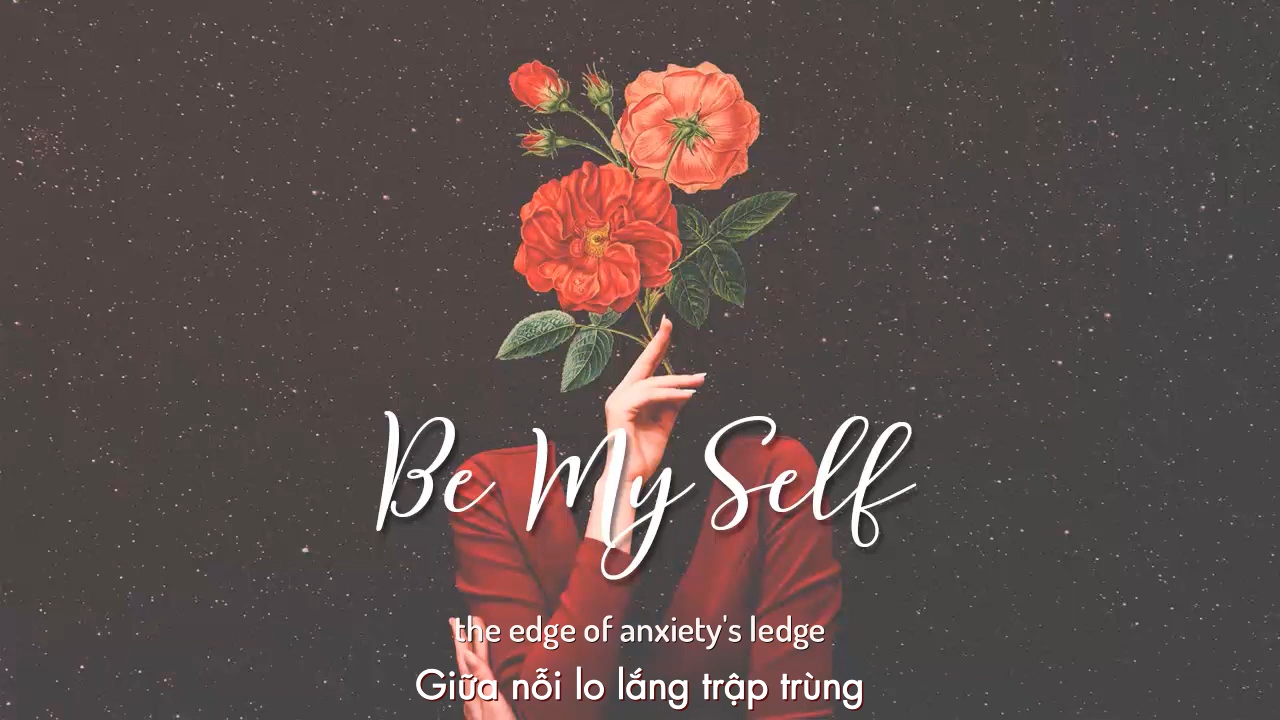 Be My Self
the edge of anxiety's ledge
Giữa nỗi lo lắng trập trùng